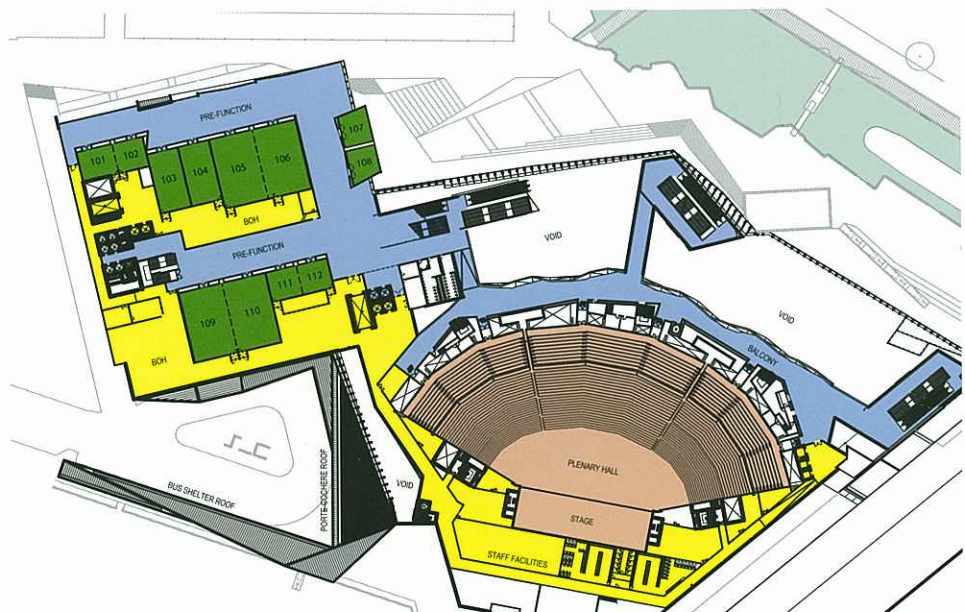 PRE-FUNCTION
101
102
103
104
105
106
107
108
BOH
PRE-FUNCTION
VOID
111
112
109
110
VOID
BALCONY
BOH
PLENARY HALL
BUS SHELTER ROOF
PORTE-COCHERE ROOF
VOID
STAGE
STAFF FACILITIES